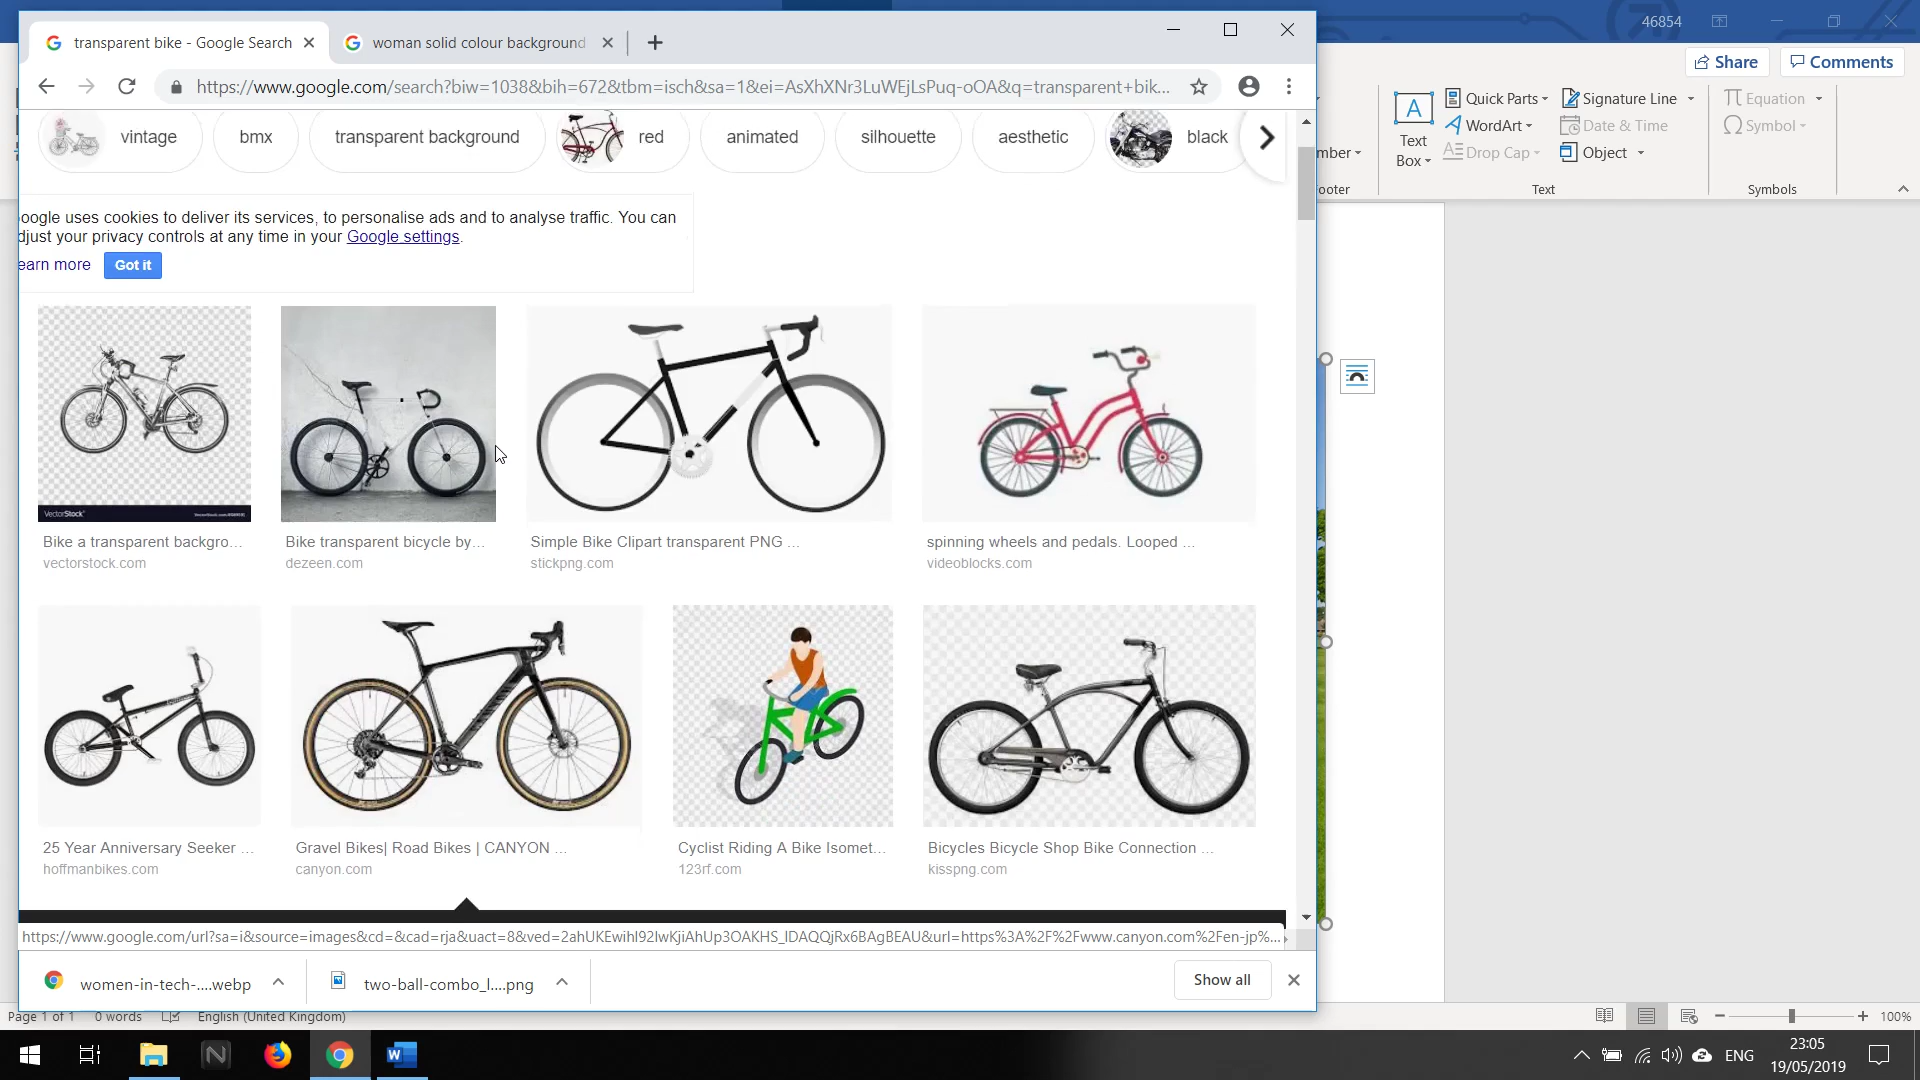 transparent bike - Google Search
woman solid colour background
46854
https://www.google.com/search?biw=1038&bih=672&tbm=isch&sa=1&ei=AsXhXNr3LuWEjLsPuq-oOA&q=transparent+bik...
Share
Comments
vintage
bmx
transparent background
red
animated
silhouette
aesthetic
black
Text
Box
Quick Parts
WordArt
Drop Cap
Signature Line
Date & Time
Object
Equation
Symbol
mber
ooter
Text
Symbols
oogle uses cookies to deliver its services, to personalise ads and to analyse traffic. You can
djust your privacy controls at any time in your Google settings.
earn more
Got it
VectorStock
Bike a transparent backgro...
vectorstock.com
Bike transparent bicycle by...
dezeen.com
Simple Bike Clipart transparent PNG ...
stickpng.com
spinning wheels and pedals. Looped ...
videoblocks.com
25 Year Anniversary Seeker ...
hoffmanbikes.com
Gravel Bikes| Road Bikes | CANYON ...
canyon.com
Cyclist Riding A Bike Isomet...
123rf.com
Bicycles Bicycle Shop Bike Connection ...
kisspng.com
https://www.google.com/url?sa=i&source=images&cd=&cad=rja&uact=8&ved=2ahUKEwihl92IwKjiAhUp3OAKHS_lDAQQjRx6BAgBEAU&url=https%3A%2F%2Fwww.canyon.com%2Fen-jp%...
women-in-tech-....webp
two-ball-combo_l....png
Show all
Page 1 of 1
0 words
English (United Kingdom)
100%
ENG
23:05
19/05/2019